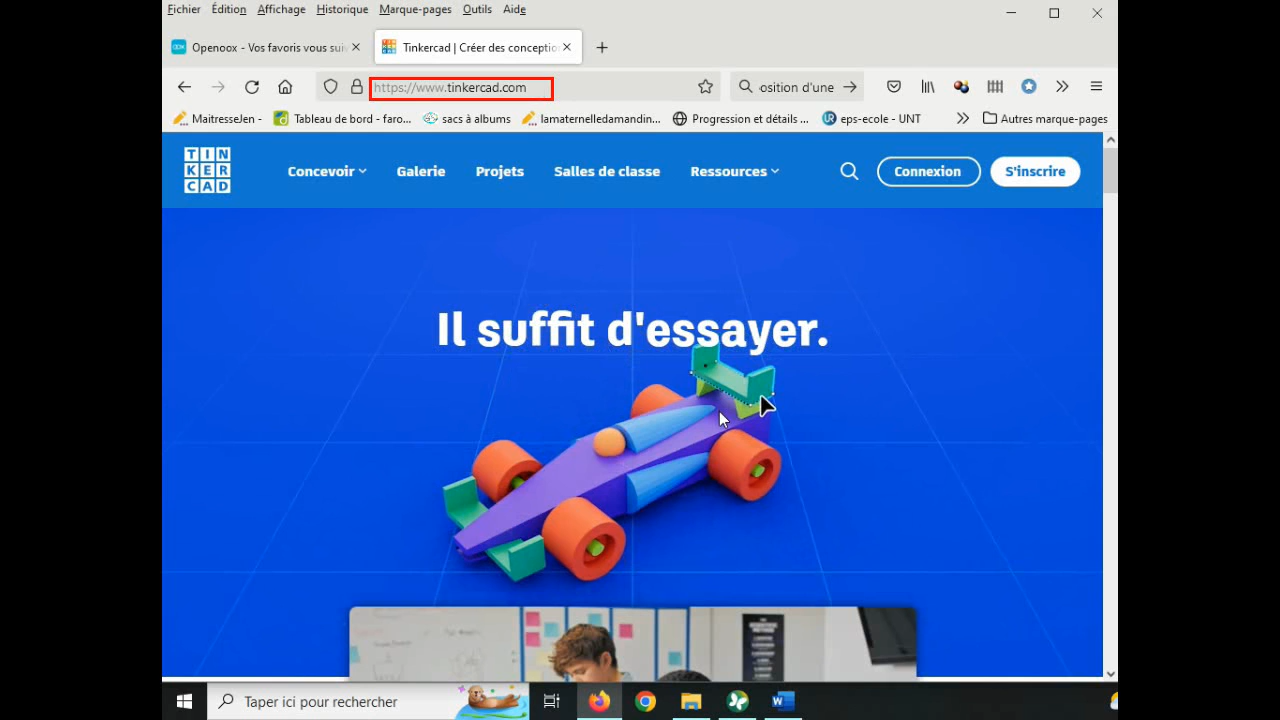 Fichier Édition Affichage Historique Marque-pages Outils Aide
Openoox - Vos favoris vous suiv
Tinkercad | Créer des conceptio
https://www.tinkercad.com
osition d'une
Maitresselen -
Tableau de bord - faro...
sacs à albums
lamaternelledamandin...
Progression et détails ...
eps-ecole - UNT
Autres marque-pages
TIN
KER
CAD
Concevoir Galerie Projets Salles de classe Ressources Connexion S'inscrire
Il suffit d'essayer.
Taper ici pour rechercher